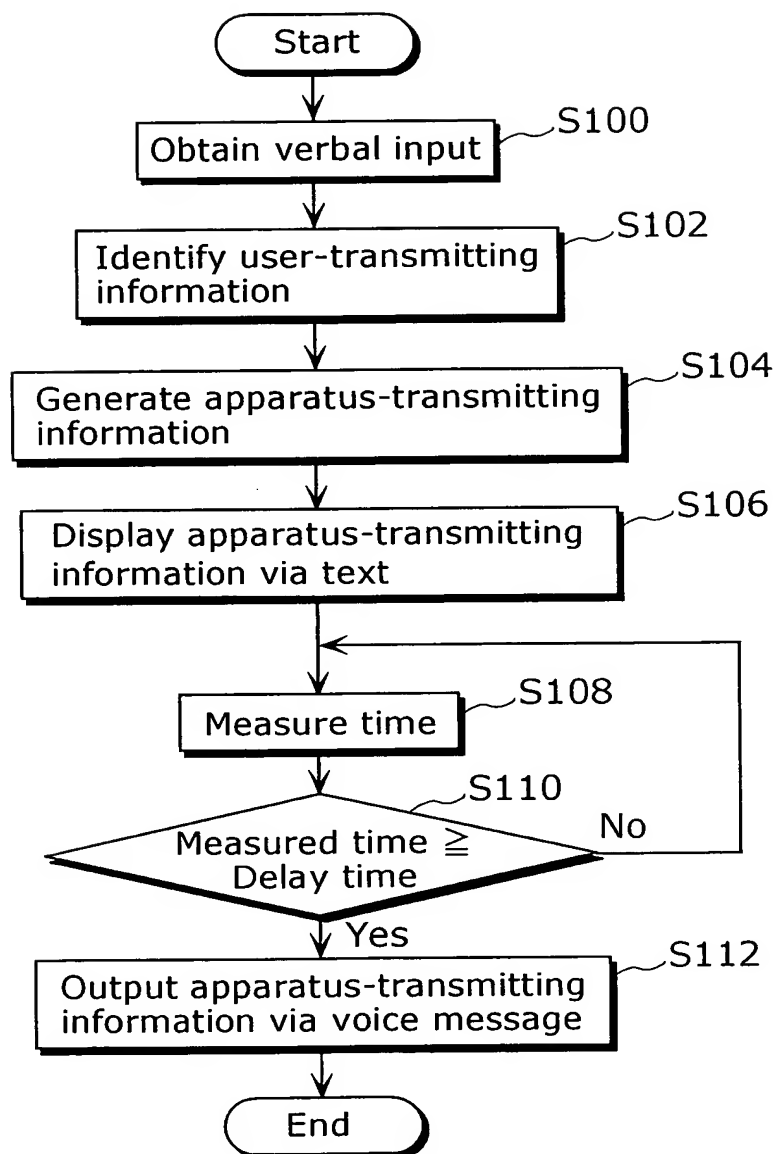 Start
S100
Obtain verbal input
S102
Identify user-transmitting
information
S104
Generate apparatus-transmitting
information
S106
Display apparatus-transmitting
information via text
S108
Measure time
S110
Measured time ≧
Delay time
No
Yes
S112
Output apparatus-transmitting
information via voice message
End